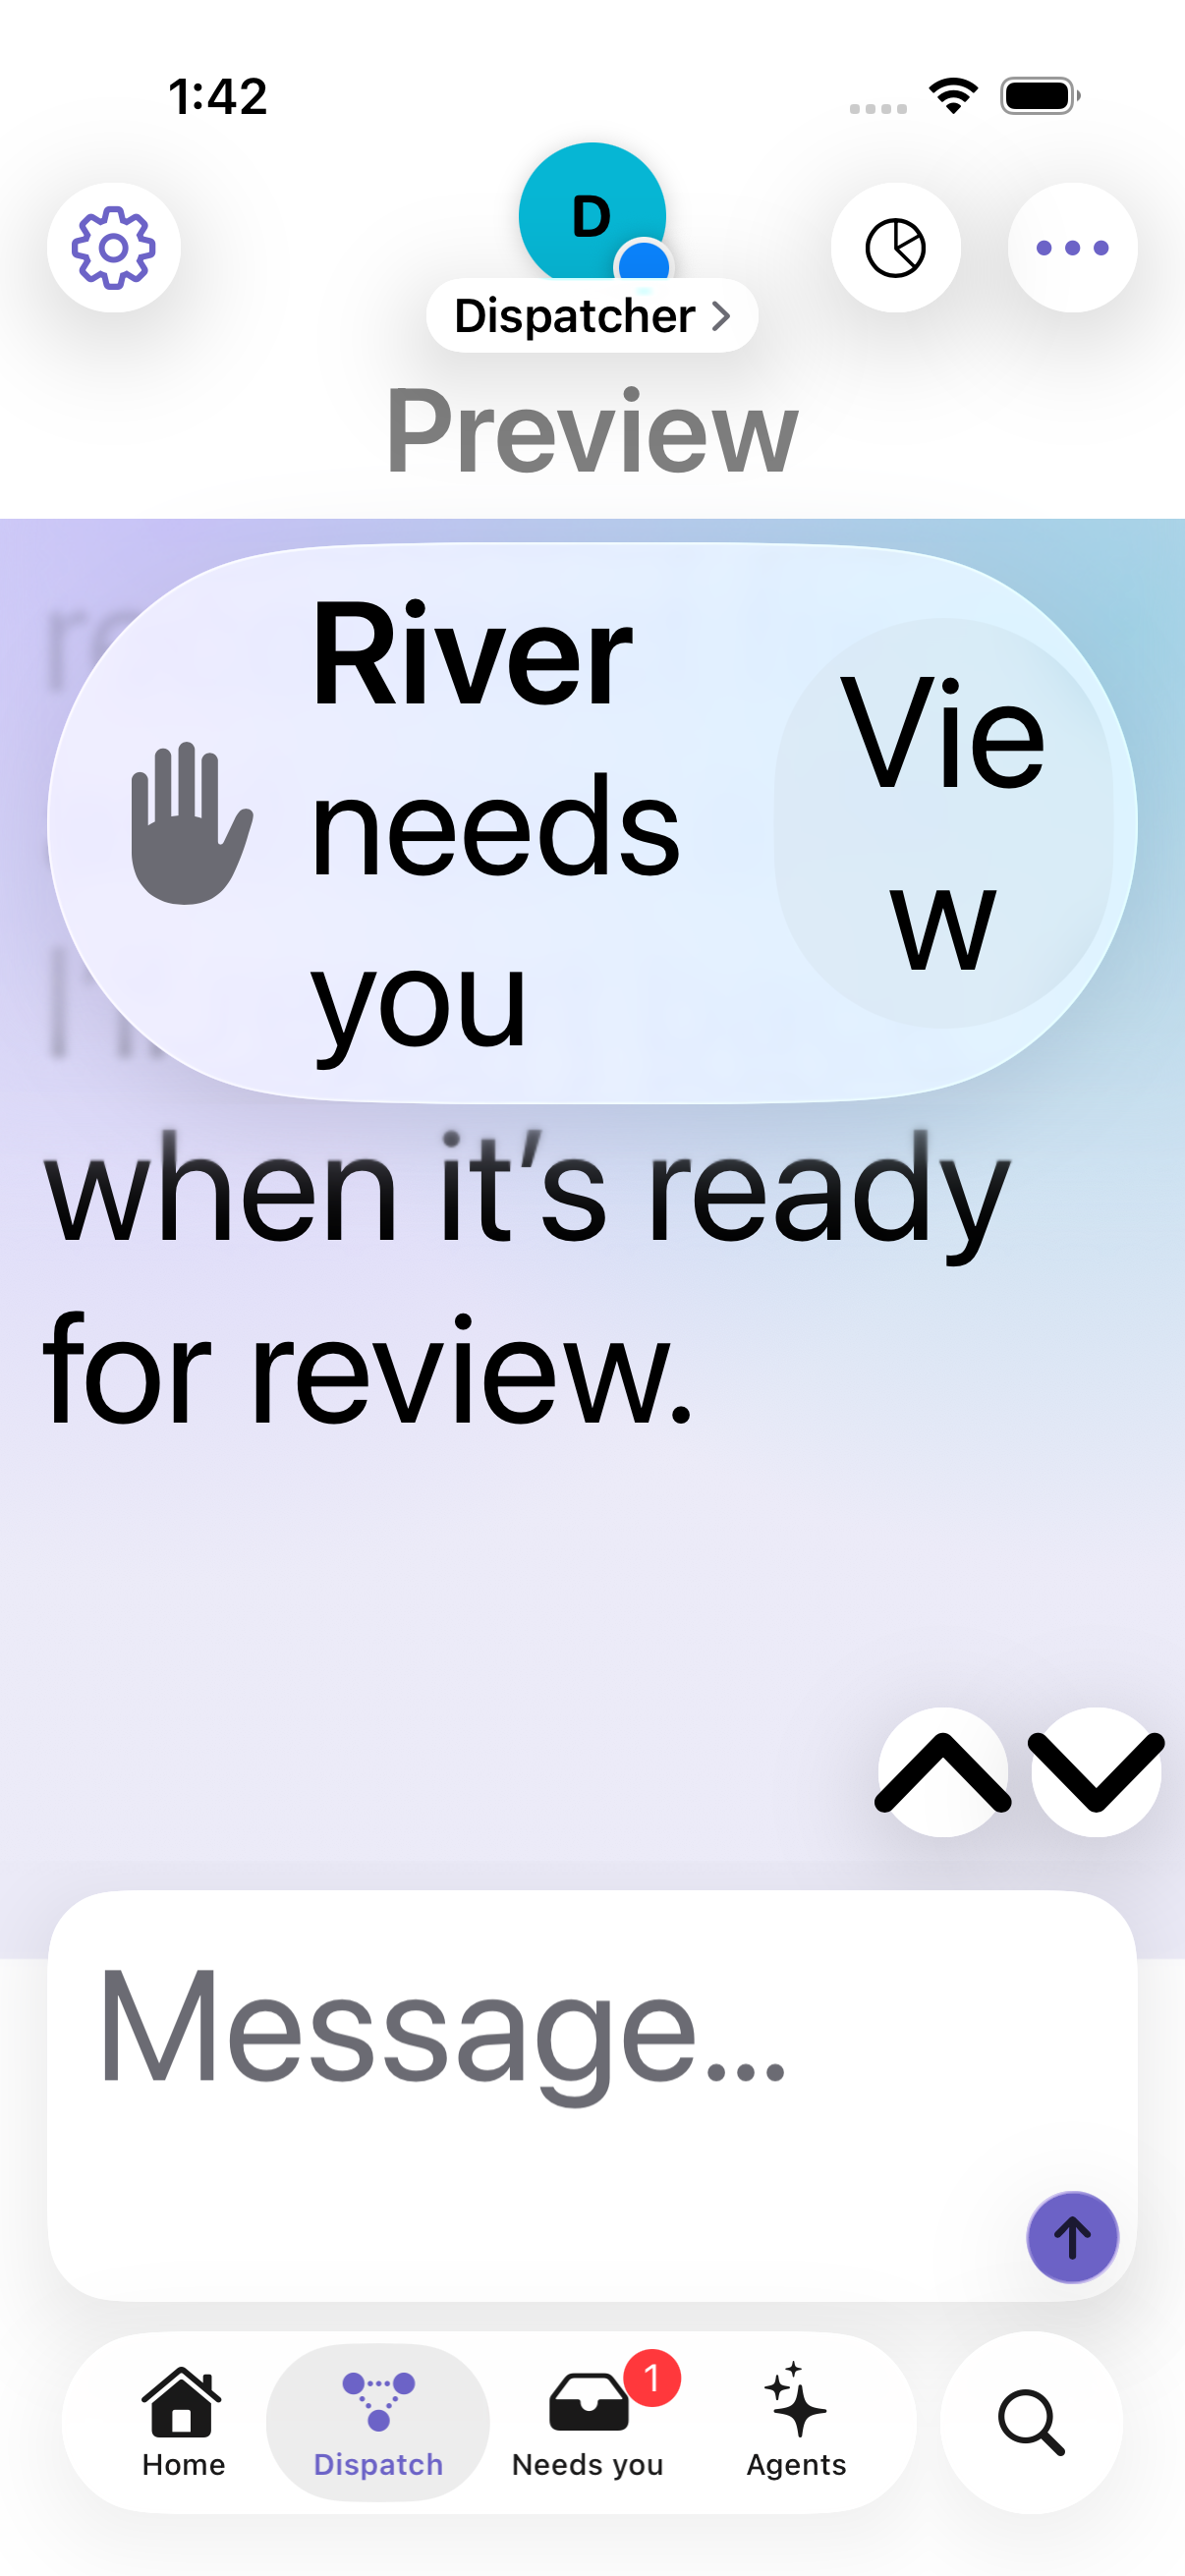 1:42
D
Dispatcher
Preview
River
needs
you
Vie
w
when it’s ready
for review.
Message...
1
Home
Dispatch
Needs you
Agents